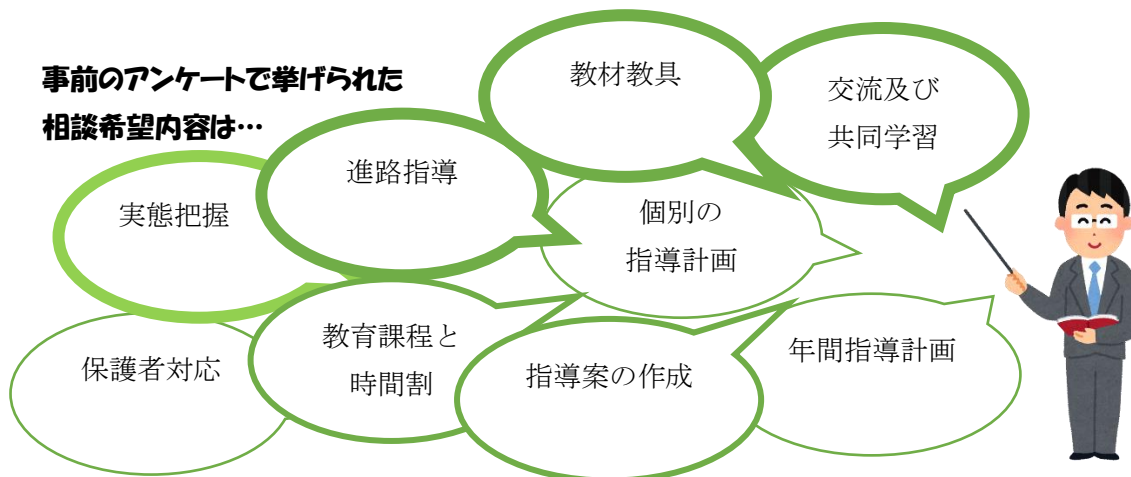 事前のアンケートで挙げられた
相談希望内容は…
教材教具
交流及び
共同学習
進路指導
実態把握
個別の
指導計画
教育課程と
時間割
年間指導計画
保護者対応
指導案の作成